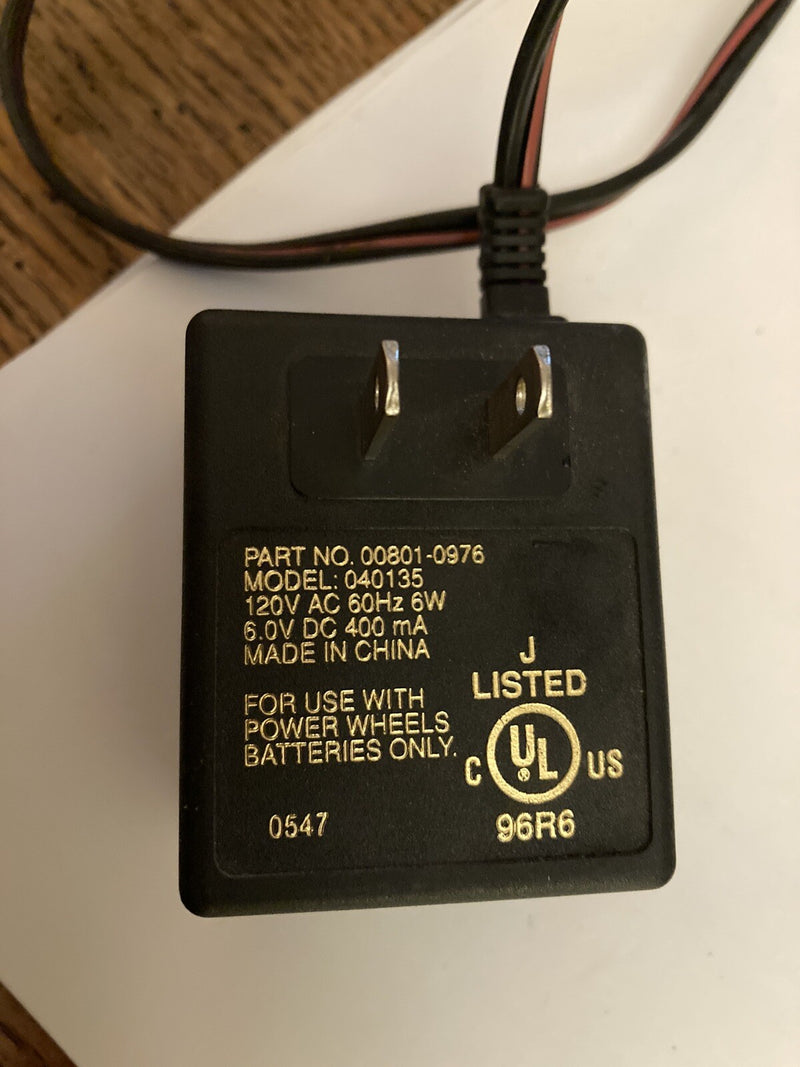 PART NO. 00801-0976
MODEL: 040135
120V AC 60Hz 6W
6.0V DC 400 mA
MADE IN CHINA
FOR USE WITH
POWER WHEELS
BATTERIES ONLY.
0547
J
LISTED
C UL® US
96R6